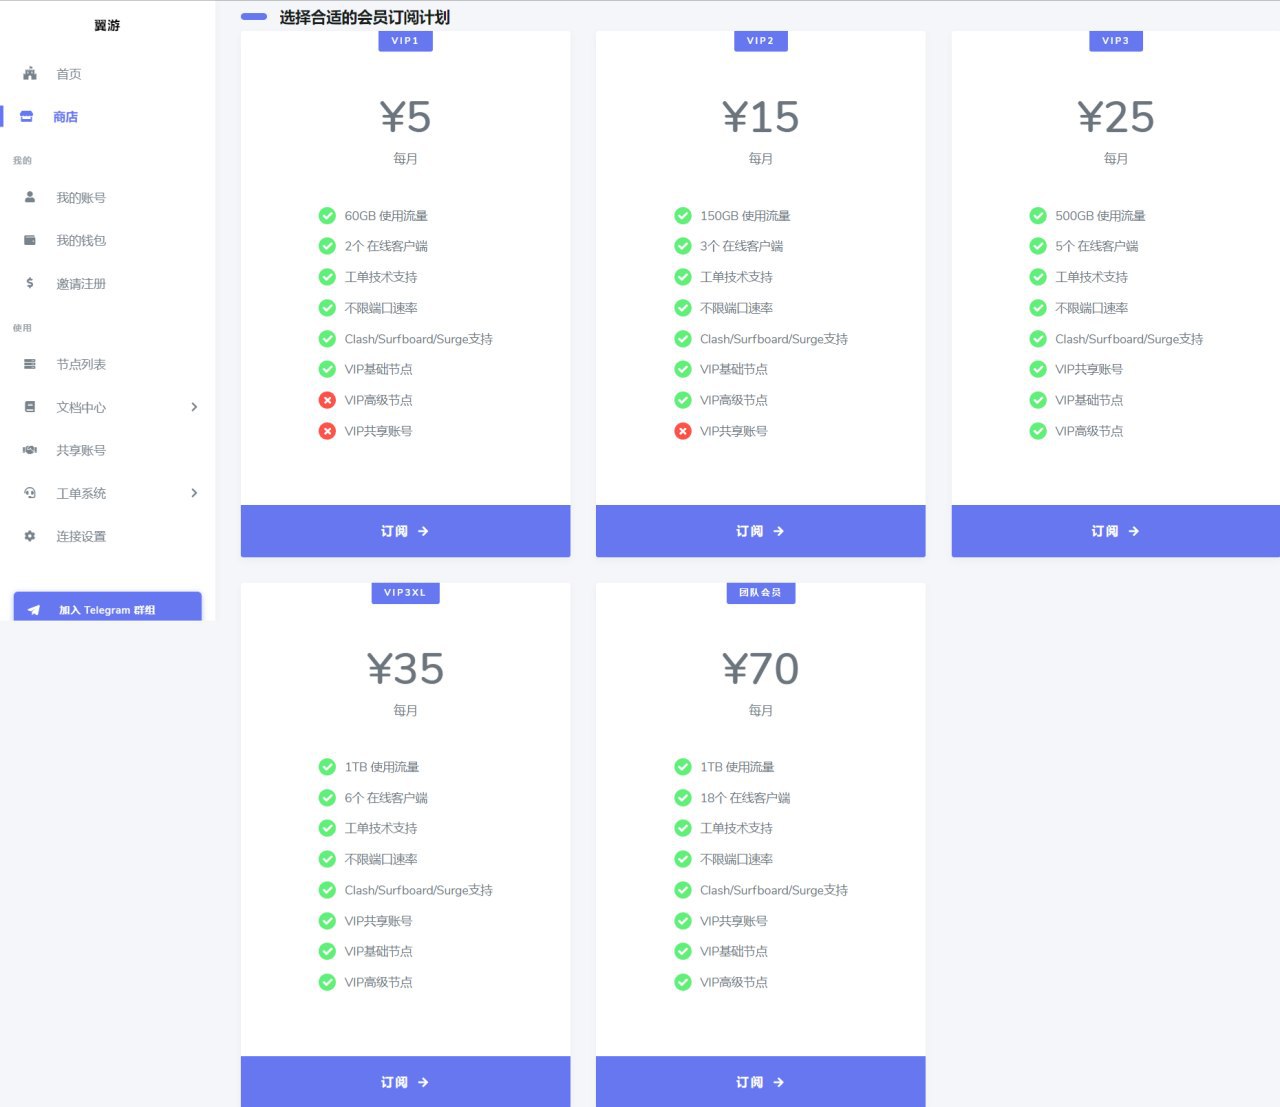 翼游
首页
商店
我的
我的账号
我的钱包
邀请注册
使用
节点列表
文档中心
共享账号
工单系统
连接设置
加入 Telegram 群组
选择合适的会员订阅计划
VIP1
¥5
每月
60GB 使用流量
2个 在线客户端
工单技术支持
不限端口速率
Clash/Surfboard/Surge支持
VIP基础节点
VIP高级节点
VIP共享账号
订阅 →
VIP2
¥15
每月
150GB 使用流量
3个 在线客户端
工单技术支持
不限端口速率
Clash/Surfboard/Surge支持
VIP基础节点
VIP高级节点
VIP共享账号
订阅 →
VIP3
¥25
每月
500GB 使用流量
5个 在线客户端
工单技术支持
不限端口速率
Clash/Surfboard/Surge支持
VIP共享账号
VIP基础节点
VIP高级节点
订阅 →
VIP3XL
¥35
每月
1TB 使用流量
6个 在线客户端
工单技术支持
不限端口速率
Clash/Surfboard/Surge支持
VIP共享账号
VIP基础节点
VIP高级节点
订阅 →
团队会员
¥70
每月
1TB 使用流量
18个 在线客户端
工单技术支持
不限端口速率
Clash/Surfboard/Surge支持
VIP共享账号
VIP基础节点
VIP高级节点
订阅 →